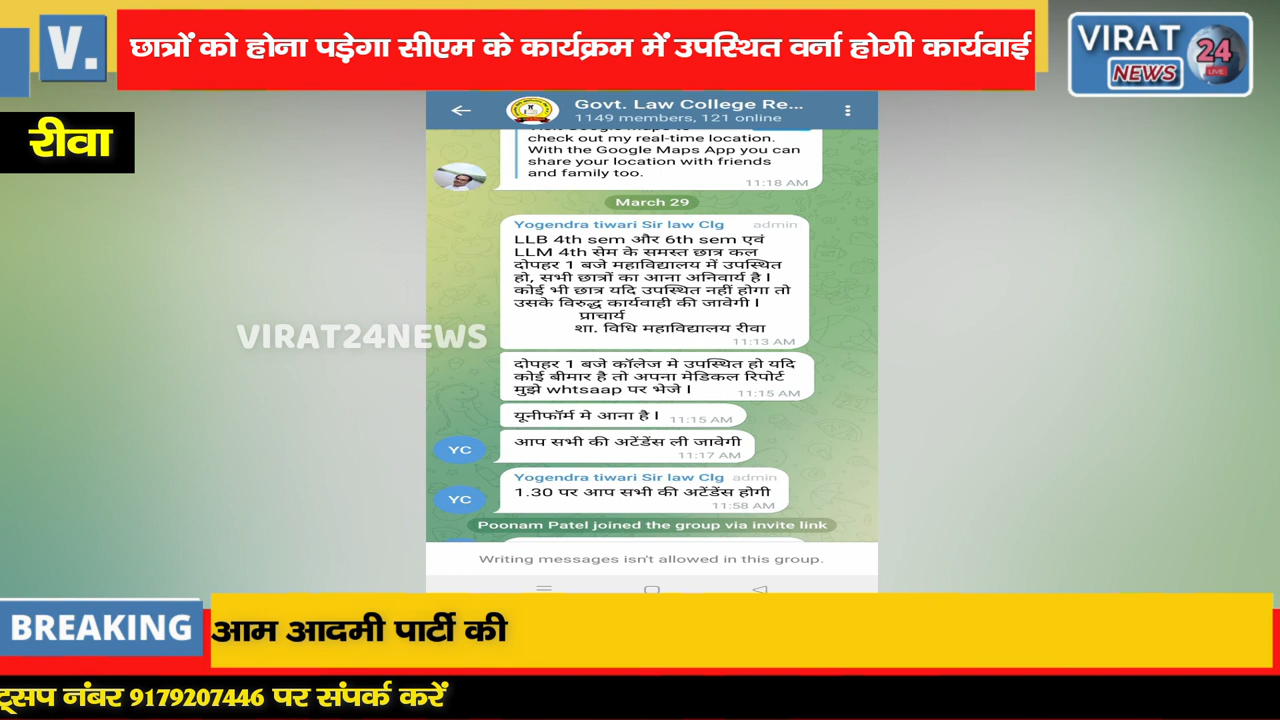 V.
छात्रों को होना पड़ेगा सीएम के कार्यक्रम में उपस्थित वर्ना होगी कार्यवाई
VIRAT
24
LIVE
NEWS
रीवा
Govt. Law College Re...
1149 members, 121 online
check out my real-time location.
With the Google Maps App you can
share your location with friends
and family too.
11:18 AM
March 29
Yogendra tiwari Sir law Clg admin
LLB 4th sem और 6th sem एवं
LLM 4th सेम के समस्त छात्र कल
दोपहर 1 बजे महाविद्यालय में उपस्थित
हो, सभी छात्रों का आना अनिवार्य है।
कोई भी छात्र यदि उपस्थित नहीं होगा तो
उसके विरुद्ध कार्यवाही की जावेगी।
प्राचार्य
शा. विधि महाविद्यालय रीवा
11:13 AM
VIRAT24NEWS
दोपहर 1 बजे कॉलेज मे उपस्थित हो यदि
कोई बीमार है तो अपना मेडिकल रिपोर्ट
मुझे whtsaap पर भेजे। 11:15 AM
यूनीफॉर्म मे आना है। 11:15 AM
YC
आप सभी की अटेंडेंस ली जावेगी
11:17 AM
Yogendra tiwari Sir law Clg admin
YC
1.30 पर आप सभी की अटेंडेंस होगी
11:58 AM
Poonam Patel joined the group via invite link
Writing messages isn't allowed in this group.
BREAKING
आम आदमी पार्टी की
ट्सप नंबर 9179207446 पर संपर्क करें